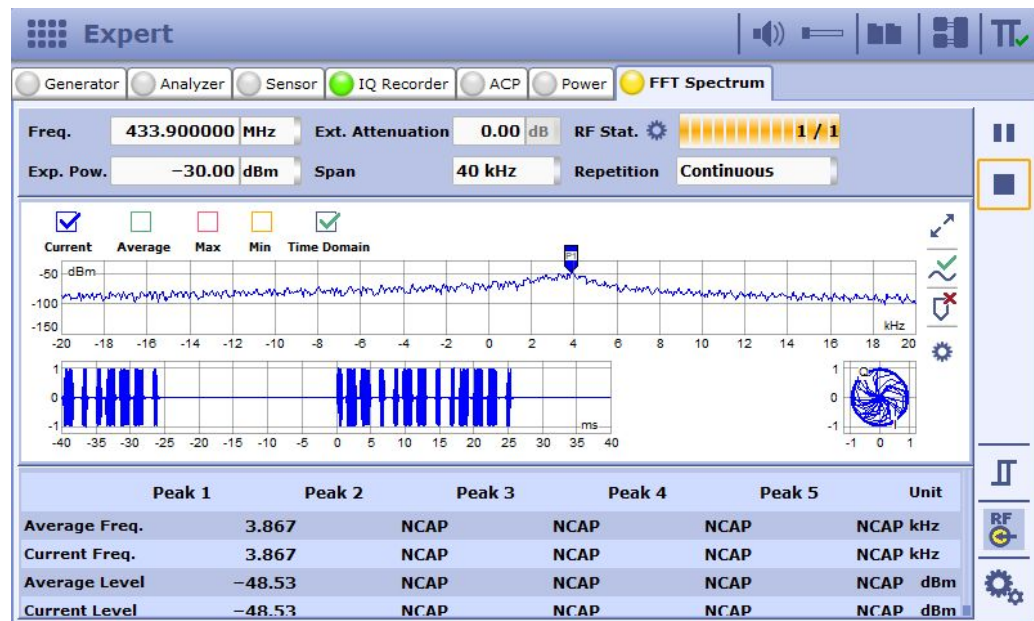 Expert
Generator Analyzer Sensor IQ Recorder ACP Power FFT Spectrum
Freq. 433.900000 MHz Ext. Attenuation 0.00 dB RF Stat. 1 / 1
Exp. Pow. −30.00 dBm Span 40 kHz Repetition Continuous
Current Average Max Min Time Domain
P1
-50 dBm
-100
-150 kHz
-20 -18 -16 -14 -12 -10 -8 -6 -4 -2 0 2 4 6 8 10 12 14 16 18 20
1 1 Q
0 0
-1 ms -1 I
-40 -35 -30 -25 -20 -15 -10 -5 0 5 10 15 20 25 30 35 40 -1 0 1
Peak 1 Peak 2 Peak 3 Peak 4 Peak 5 Unit
Average Freq. 3.867 NCAP NCAP NCAP NCAP kHz
Current Freq. 3.867 NCAP NCAP NCAP NCAP kHz
Average Level −48.53 NCAP NCAP NCAP NCAP dBm
Current Level −48.53 NCAP NCAP NCAP NCAP dBm
RF